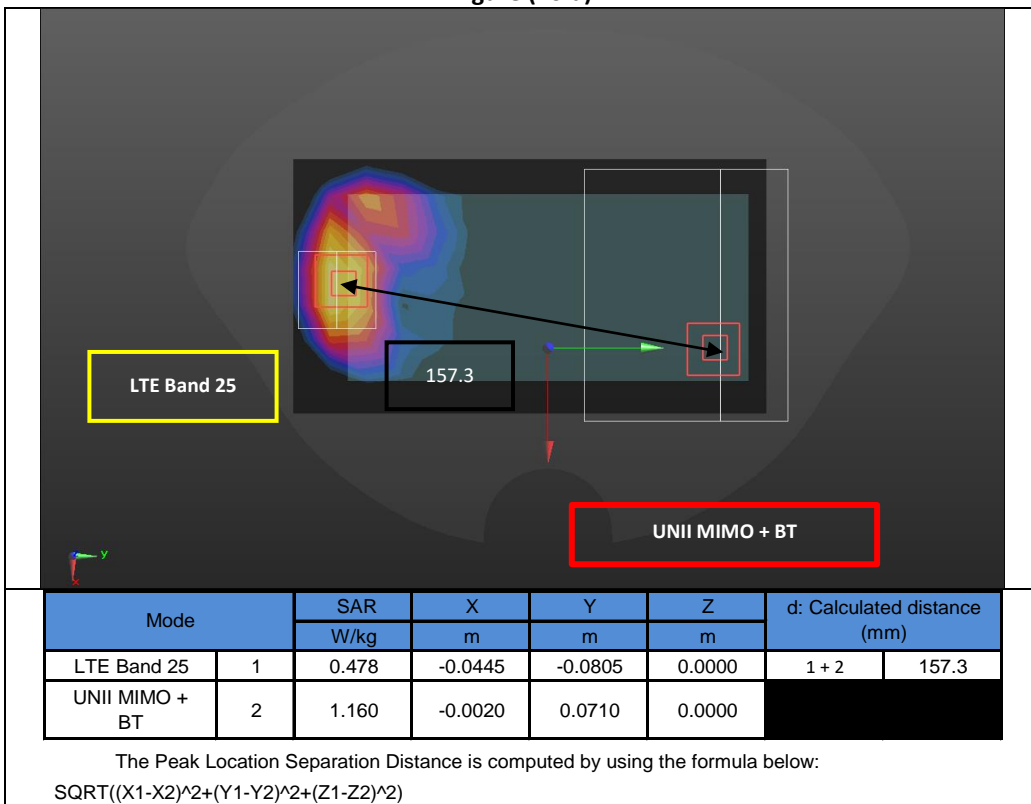 LTE Band 25
157.3
UNII MIMO + BT
y
x
Mode SAR X Y Z d: Calculated distance (mm)
W/kg m m m
LTE Band 25 1 0.478 -0.0445 -0.0805 0.0000 1 + 2 157.3
UNII MIMO + BT 2 1.160 -0.0020 0.0710 0.0000
The Peak Location Separation Distance is computed by using the formula below:
SQRT((X1-X2)^2+(Y1-Y2)^2+(Z1-Z2)^2)